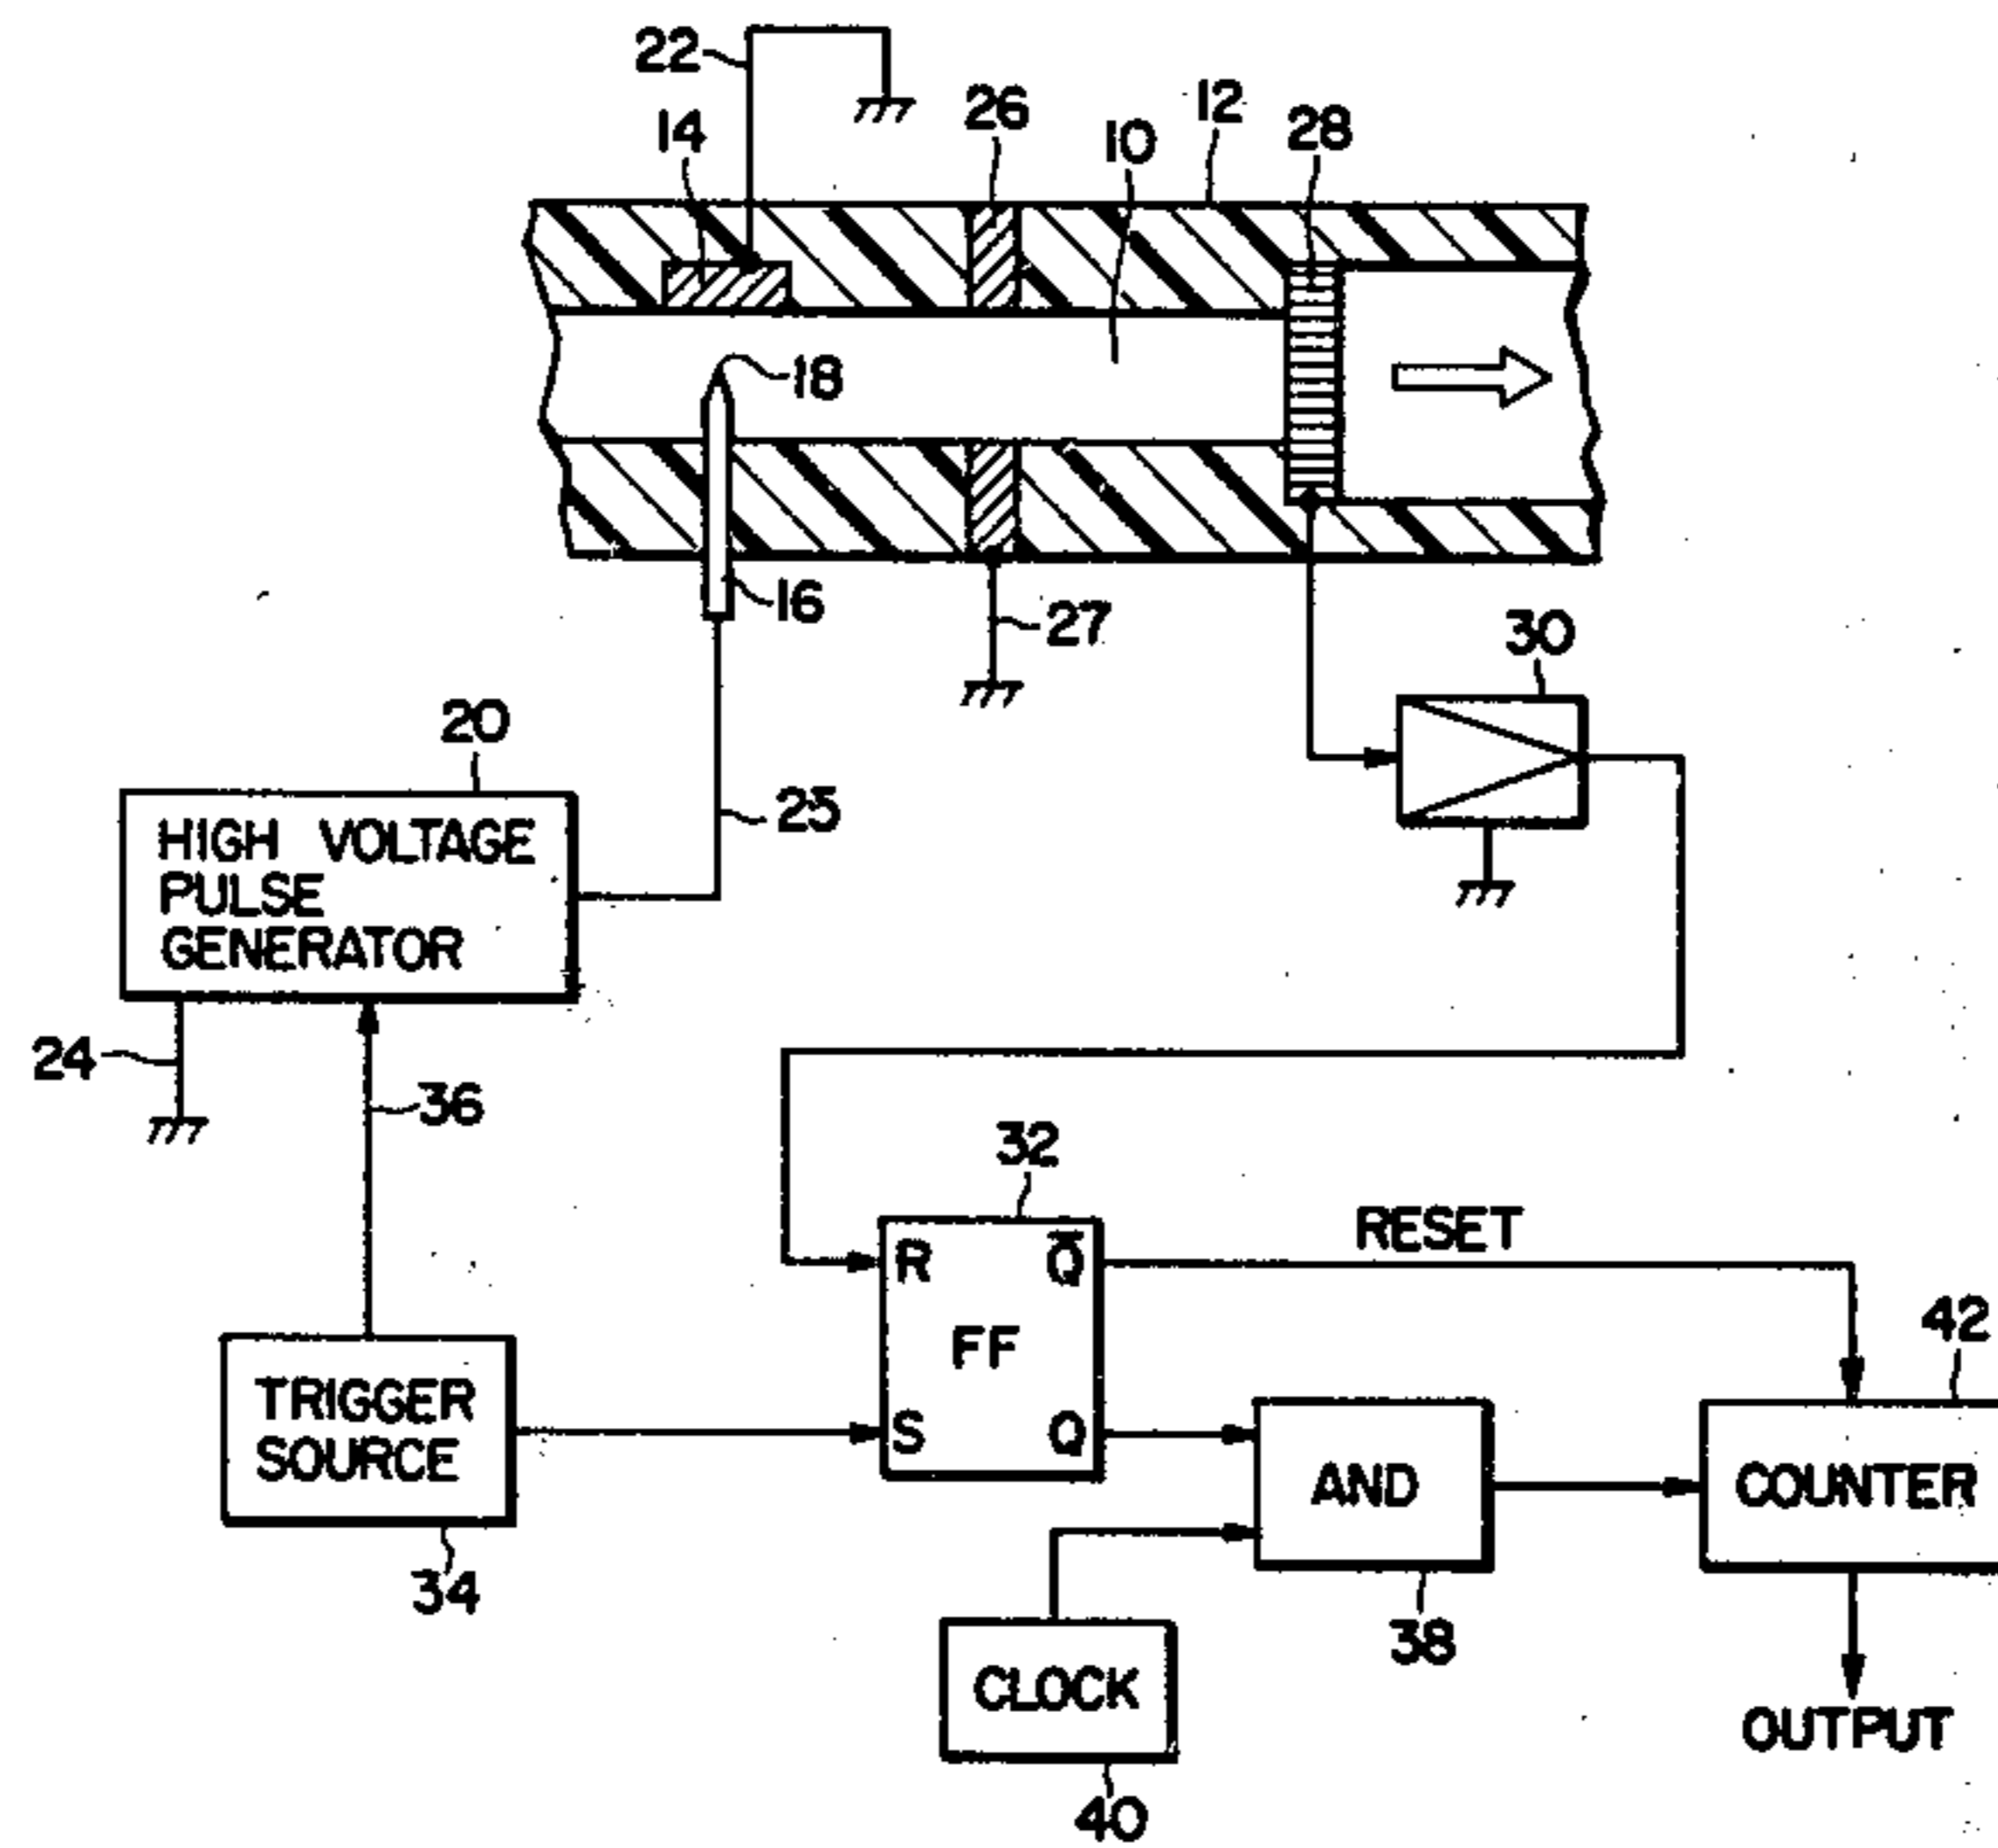 22
14
26
10
12
28
18
16
27
30
20
HIGH VOLTAGE
PULSE
GENERATOR
25
24
36
32
R
Q̅
FF
S
Q
RESET
42
TRIGGER
SOURCE
34
AND
38
COUNTER
CLOCK
40
OUTPUT